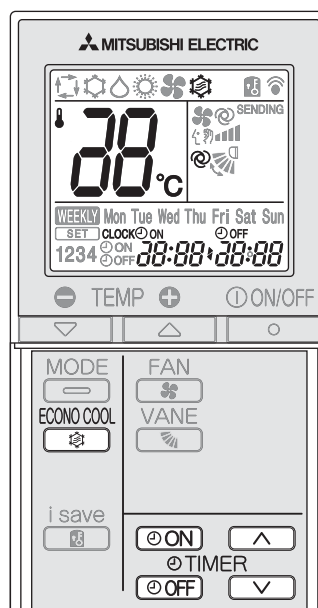 MITSUBISHI ELECTRIC
SENDING
88 °C
WEEKLY Mon Tue Wed Thu Fri Sat Sun
SET CLOCK ON OFF
1234 ON OFF 88:88 88:88
TEMP ON/OFF
MODE FAN
ECONO COOL VANE
i save
ON
TIMER
OFF